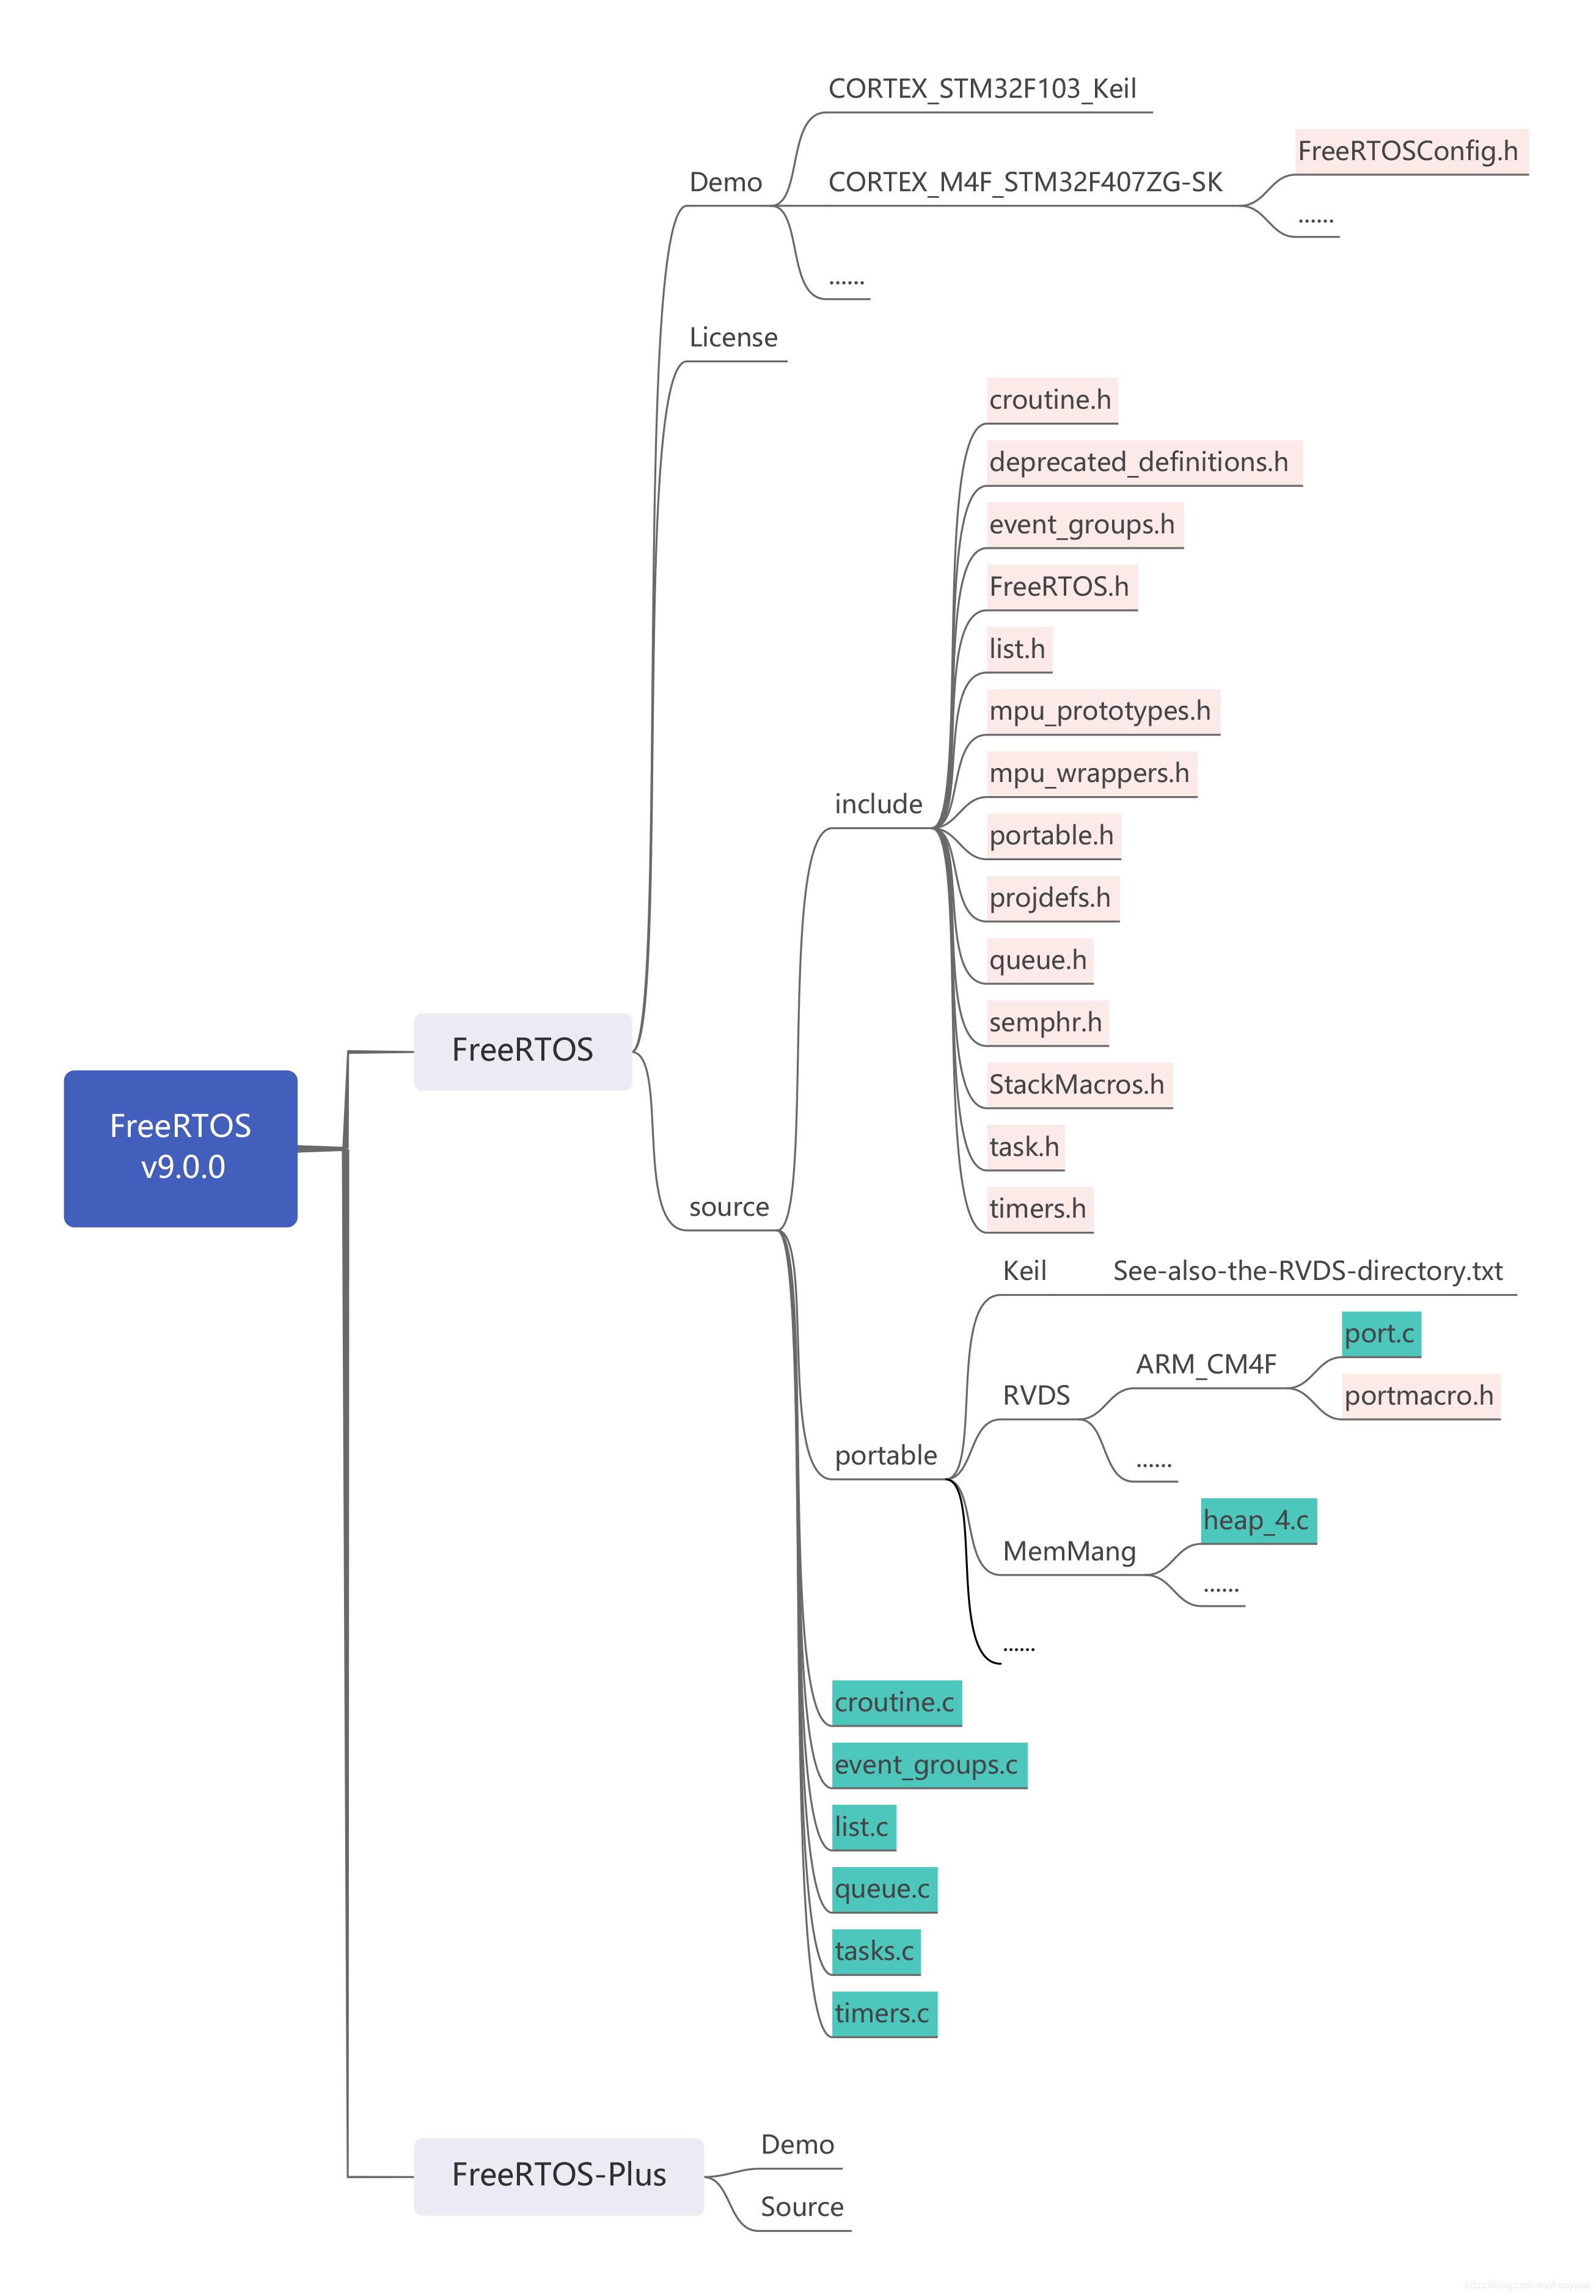 CORTEX_STM32F103_Keil
FreeRTOSConfig.h
Demo
CORTEX_M4F_STM32F407ZG-SK
......
......
License
croutine.h
deprecated_definitions.h
event_groups.h
FreeRTOS.h
list.h
mpu_prototypes.h
mpu_wrappers.h
include
portable.h
projdefs.h
queue.h
semphr.h
FreeRTOS
StackMacros.h
FreeRTOS
v9.0.0
task.h
source
timers.h
Keil
See-also-the-RVDS-directory.txt
port.c
ARM_CM4F
RVDS
portmacro.h
portable
......
heap_4.c
MemMang
......
......
croutine.c
event_groups.c
list.c
queue.c
tasks.c
timers.c
Demo
FreeRTOS-Plus
Source